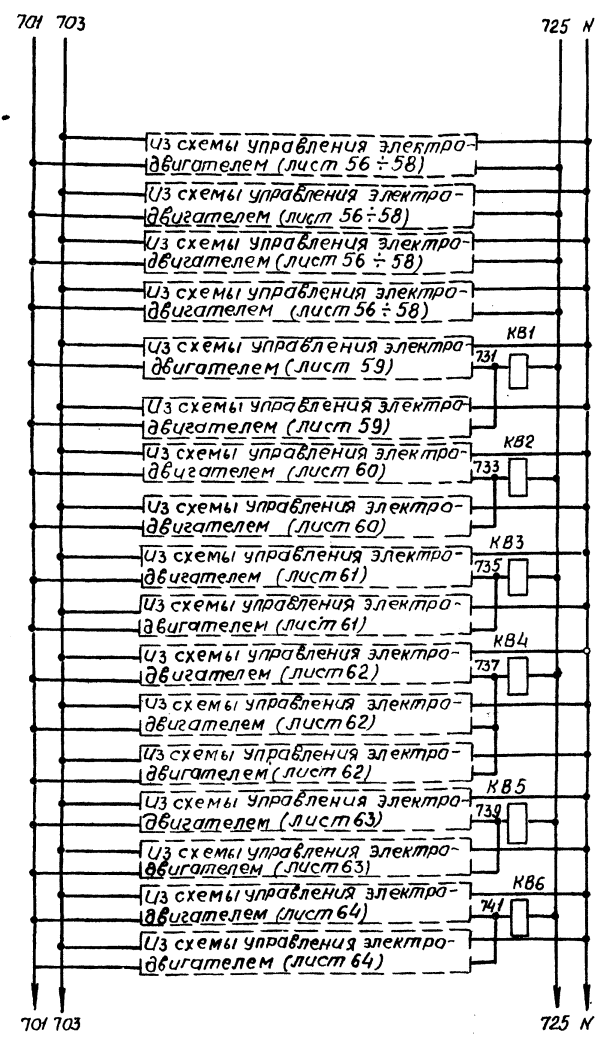 701 703 725 N
Из схемы управления электро-
двигателем (лист 56÷58)
Из схемы управления электро-
двигателем (лист 56÷58)
Из схемы управления электро-
двигателем (лист 56÷58)
Из схемы управления электро-
двигателем (лист 56÷58)
КВ1
Из схемы управления электро-
731
двигателем (лист 59)
Из схемы управления электро-
двигателем (лист 59)
КВ2
Из схемы управления электро-
733
двигателем (лист 60)
Из схемы управления электро-
двигателем (лист 60)
КВ3
Из схемы управления электро-
735
двигателем (лист 61)
Из схемы управления электро-
двигателем (лист 61)
КВ4
Из схемы управления электро-
737
двигателем (лист 62)
Из схемы управления электро-
двигателем (лист 62)
Из схемы управления электро-
двигателем (лист 62)
КВ5
Из схемы управления электро-
739
двигателем (лист 63)
Из схемы управления электро-
двигателем (лист 63)
КВ6
Из схемы управления электро-
741
двигателем (лист 64)
Из схемы управления электро-
двигателем (лист 64)
701 703 725 N